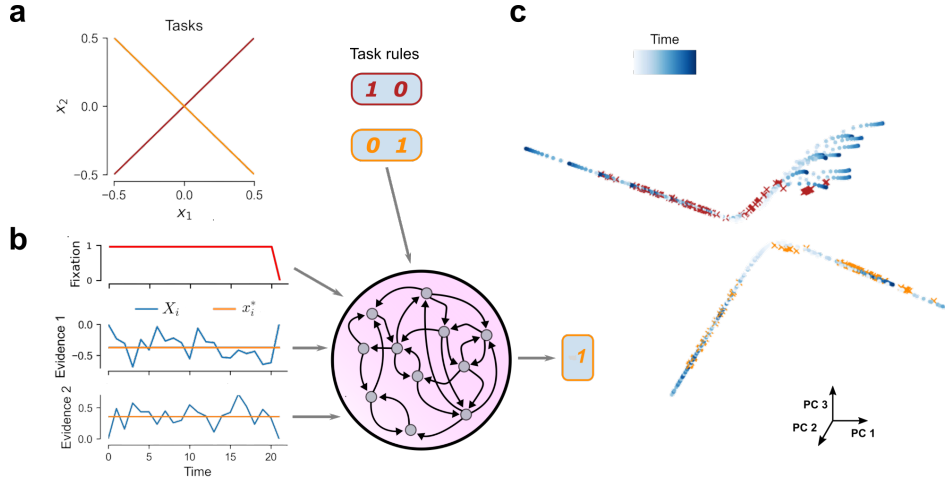 a
Tasks
0.5
0.0
−0.5
x2
−0.5
0.0
0.5
x1
Task rules
1 0
0 1
b
Fixation
1
0
Xi
xi*
Evidence 1
0.0
−0.5
Evidence 2
0.5
0.0
0
5
10
15
20
Time
1
c
Time
PC 3
PC 2
PC 1